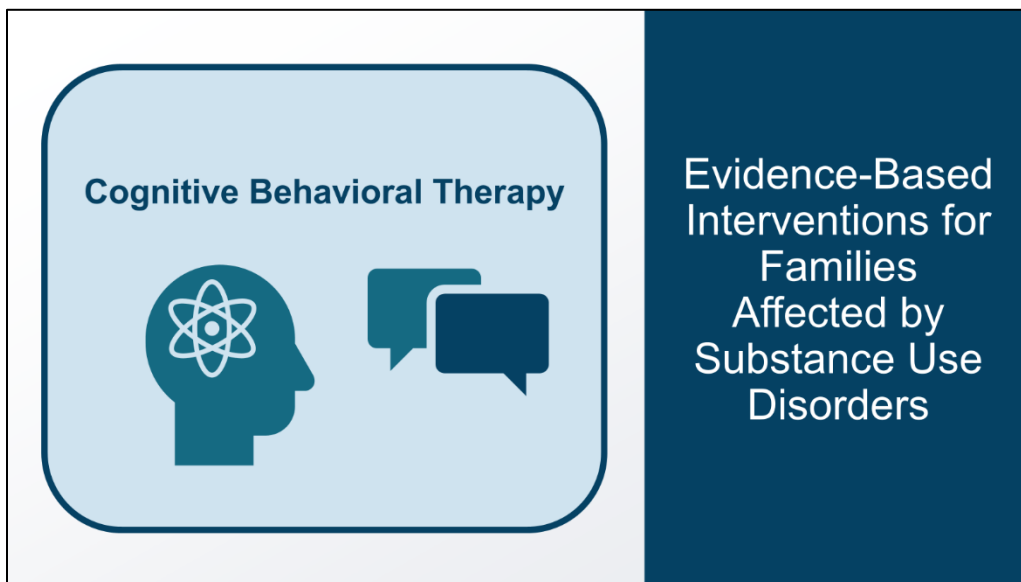 Cognitive Behavioral Therapy
Evidence-Based
Interventions for
Families
Affected by
Substance Use
Disorders